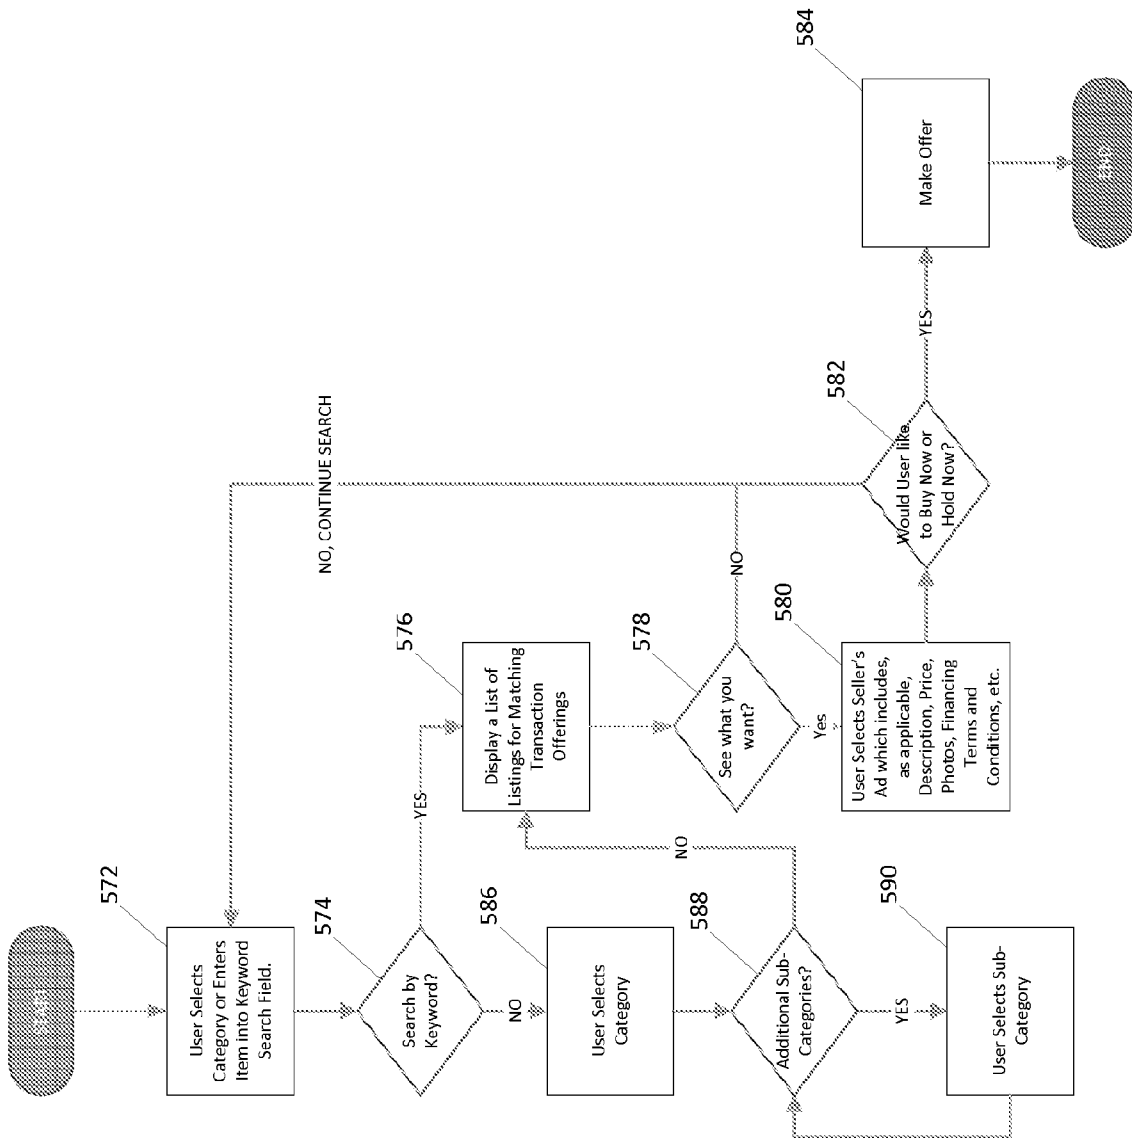 START
572
User Selects
Category or Enters
Item into Keyword
Search Field.
574
Search by
Keyword?
YES
NO
576
Display a List of
Listings for Matching
Transaction
Offerings
578
See what you
want?
NO
Yes
580
User Selects Seller's
Ad which includes,
as applicable,
Description, Price,
Photos, Financing
Terms and
Conditions, etc.
582
Would User like
to Buy Now or
Hold Now?
NO, CONTINUE SEARCH
YES
584
Make Offer
END
586
User Selects
Category
588
Additional Sub-
Categories?
NO
YES
590
User Selects Sub-
Category